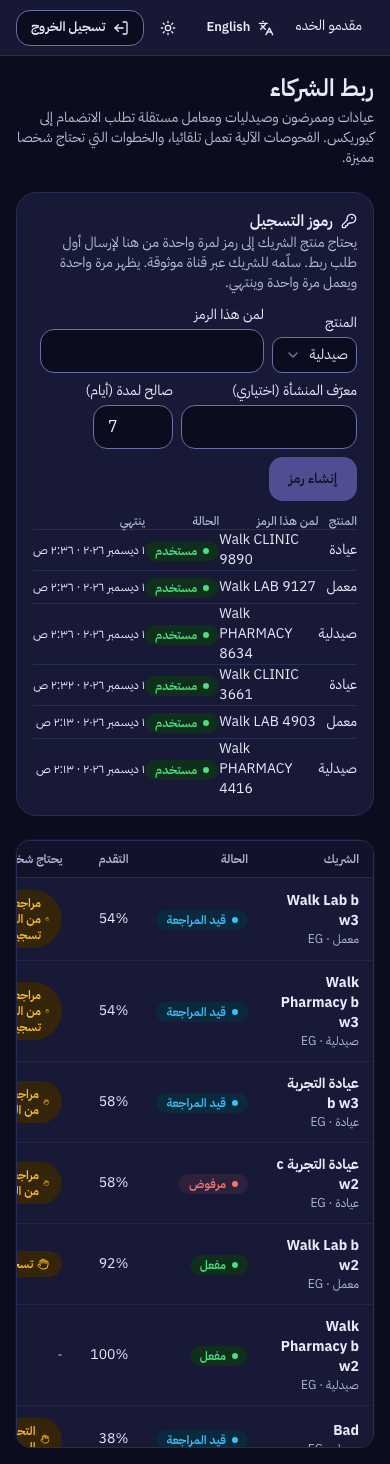 مقدمو الخدمه
English
تسجيل الخروج
ربط الشركاء
عيادات وممرضون وصيدليات ومعامل مستقلة تطلب الانضمام إلى
كيوريكس. الفحوصات الآلية تعمل تلقائيا، والخطوات التي تحتاج شخصا
مميزة.
رموز التسجيل
يحتاج منتج الشريك إلى رمز لمرة واحدة من هنا لإرسال أول
طلب ربط. سلّمه للشريك عبر قناة موثوقة. يظهر مرة واحدة
ويعمل مرة واحدة وينتهي.
المنتج
لمن هذا الرمز
صيدلية
معرّف المنشأة (اختياري)
صالح لمدة (أيام)
7
إنشاء رمز
المنتج لمن هذا الرمز الحالة ينتهي
عيادة Walk CLINIC 9890 مستخدم ١ ديسمبر ٢٠٢٦ · ٢:٣٦ ص
معمل Walk LAB 9127 مستخدم ١ ديسمبر ٢٠٢٦ · ٢:٣٦ ص
صيدلية Walk PHARMACY 8634 مستخدم ١ ديسمبر ٢٠٢٦ · ٢:٣٦ ص
عيادة Walk CLINIC 3661 مستخدم ١ ديسمبر ٢٠٢٦ · ٢:٣٢ ص
معمل Walk LAB 4903 مستخدم ١ ديسمبر ٢٠٢٦ · ٢:١٣ ص
صيدلية Walk PHARMACY 4416 مستخدم ١ ديسمبر ٢٠٢٦ · ٢:١٣ ص
الشريك الحالة التقدم يحتاج
Walk Lab b w3
معمل · EG
قيد المراجعة
54%
من
Walk Pharmacy b w3
صيدلية · EG
قيد المراجعة
54%
من
عيادة التجربة b w3
عيادة · EG
قيد المراجعة
58%
من
عيادة التجربة c w2
عيادة · EG
مرفوض
58%
من
Walk Lab b w2
معمل · EG
مفعل
92%
Walk Pharmacy b w2
صيدلية · EG
مفعل
100%
-
Bad
قيد المراجعة
38%